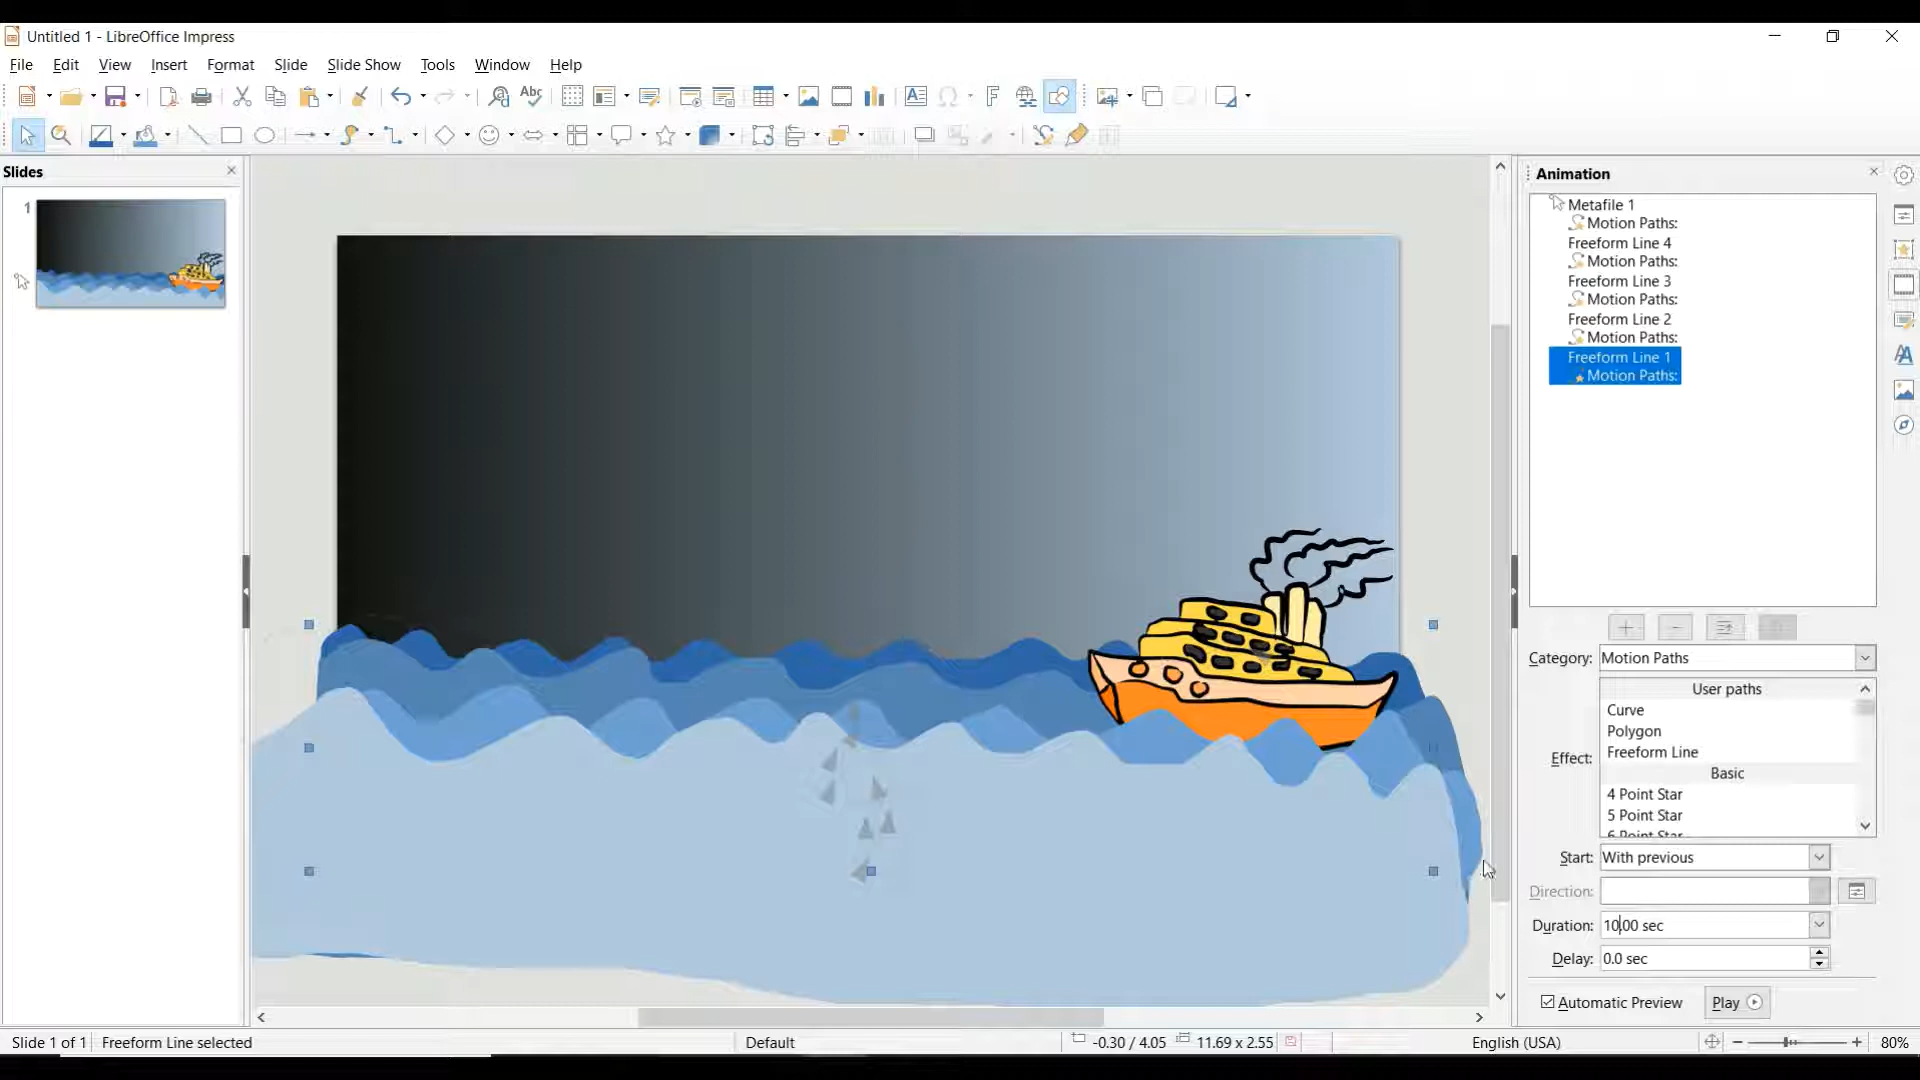 Untitled 1 - LibreOffice Impress
File Edit View Insert Format Slide Slide Show Tools Window Help
Abc
Slides
1
Animation
Metafile 1
Motion Paths:
Freeform Line 4
Motion Paths:
Freeform Line 3
Motion Paths:
Freeform Line 2
Motion Paths:
Freeform Line 1
Motion Paths:
Category: Motion Paths
User paths
Curve
Polygon
Freeform Line
Effect:
Basic
4 Point Star
5 Point Star
6 Point Star
Start: With previous
Direction:
Duration: 10.00 sec
Delay: 0.0 sec
Automatic Preview Play
Slide 1 of 1 Freeform Line selected Default -0.30 / 4.05 11.69 x 2.55 English (USA) 80%